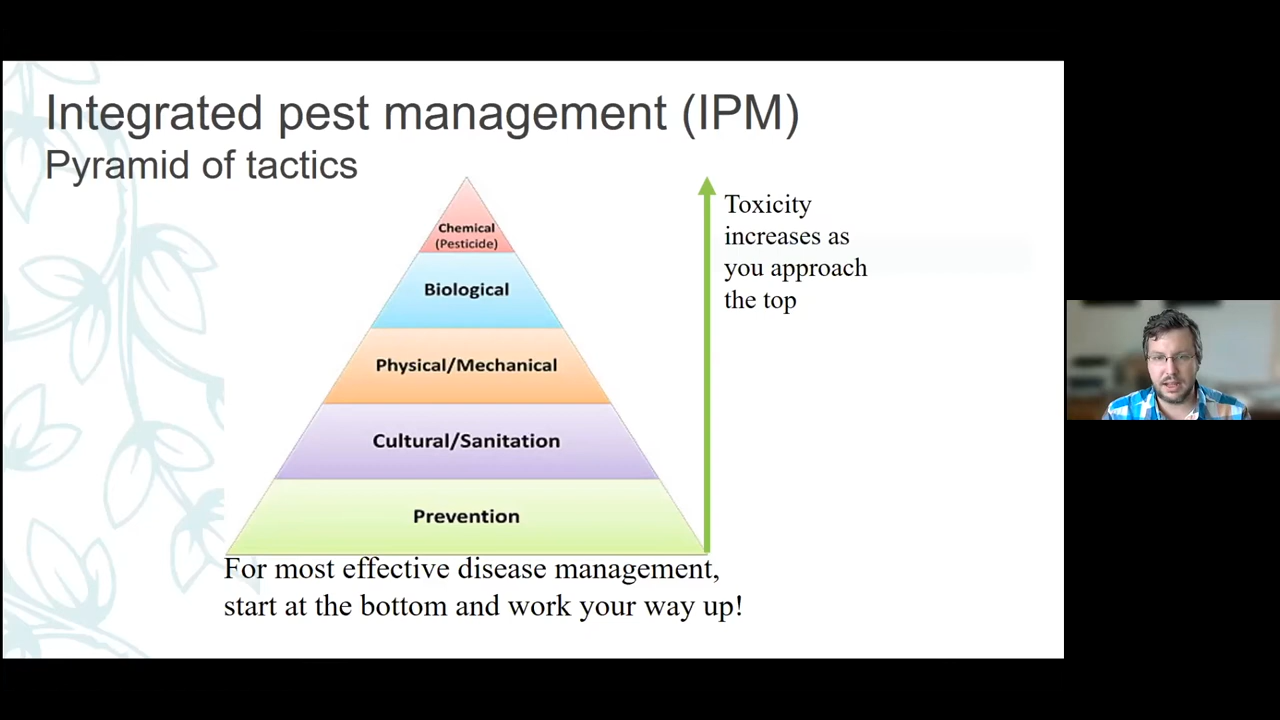 Integrated pest management (IPM)
Pyramid of tactics
Chemical
(Pesticide)
Biological
Physical/Mechanical
Cultural/Sanitation
Prevention
Toxicity
increases as
you approach
the top
For most effective disease management,
start at the bottom and work your way up!